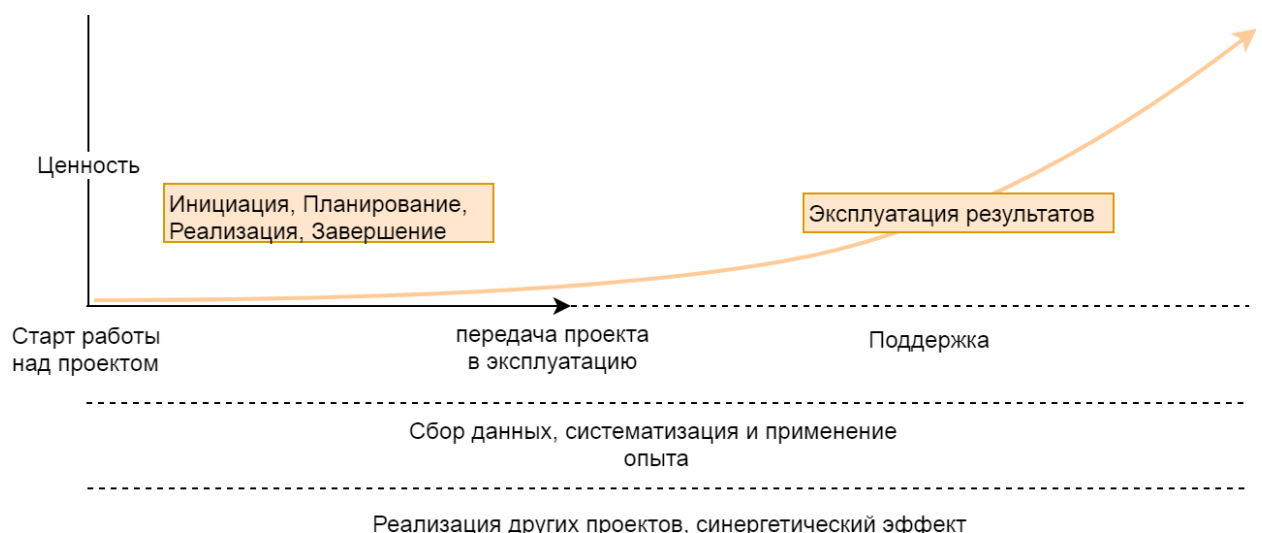 Ценность
Инициация, Планирование,
Реализация, Завершение
Эксплуатация результатов
Старт работы
над проектом
передача проекта
в эксплуатацию
Поддержка
Сбор данных, систематизация и применение
опыта
Реализация других проектов, синергетический эффект